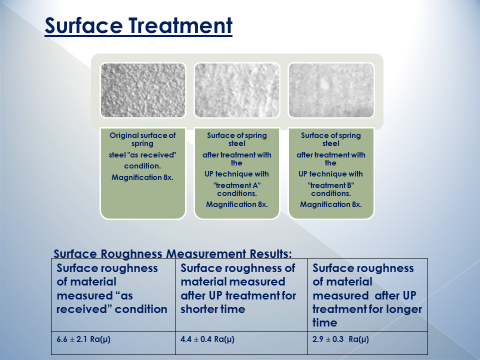 Surface Treatment
Original surface of
spring
steel "as received"
condition.
Magnification 8x.
Surface of spring
steel
after treatment with
the
UP technique with
"treatment A"
conditions.
Magnification 8x.
Surface of spring
steel
after treatment with
the
UP technique with
"treatment B"
conditions.
Magnification 8x.
Surface Roughness Measurement Results:
Surface roughness
of material
measured "as
received" condition
Surface roughness of
material measured
after UP treatment for
shorter time
Surface roughness
of material
measured after UP
treatment for longer
time
6.6 ± 2.1 Ra(μ)
4.4 ± 0.4 Ra(μ)
2.9 ± 0.3 Ra(μ)